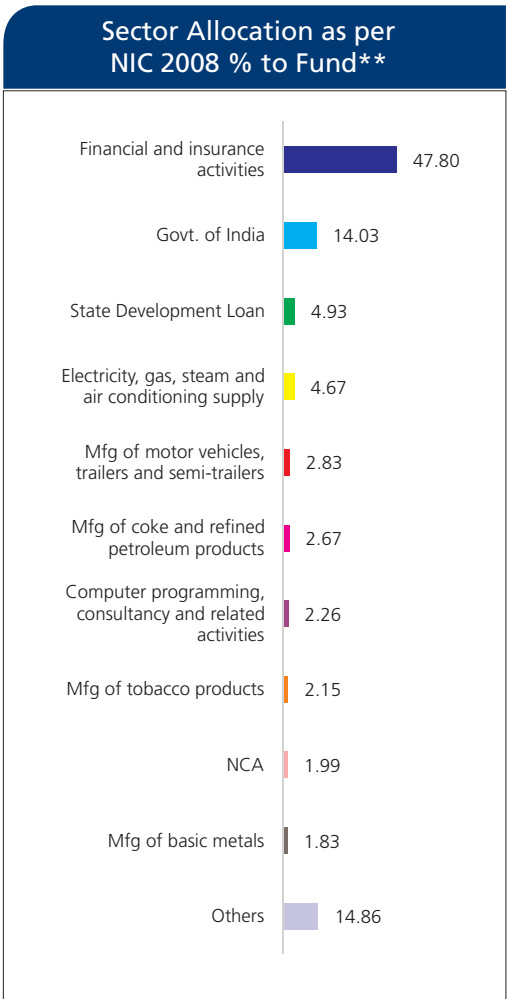 Sector Allocation as per
NIC 2008 % to Fund**
Financial and insurance
activities
47.80
Govt. of India
14.03
State Development Loan
4.93
Electricity, gas, steam and
air conditioning supply
4.67
Mfg of motor vehicles,
trailers and semi-trailers
2.83
Mfg of coke and refined
petroleum products
2.67
Computer programming,
consultancy and related
activities
2.26
Mfg of tobacco products
2.15
NCA
1.99
Mfg of basic metals
1.83
Others
14.86